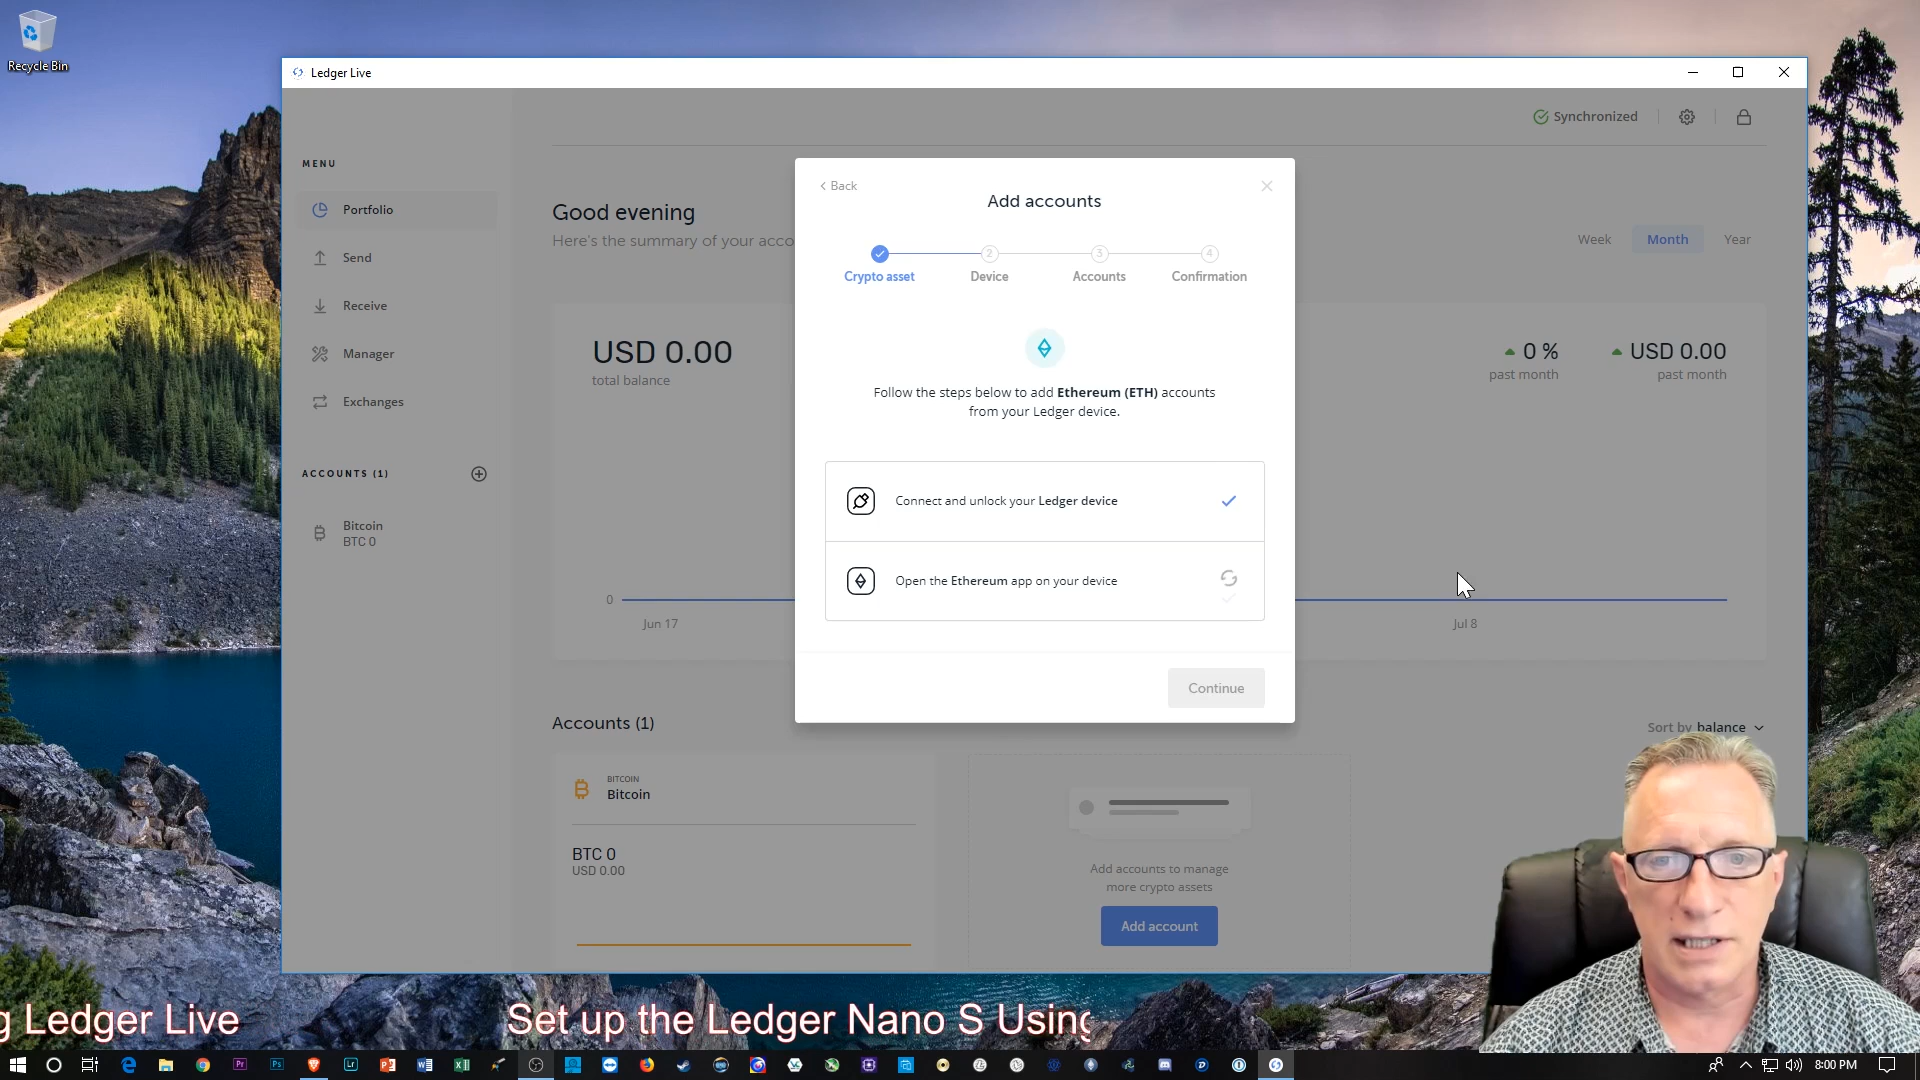 Recycle Bin
Ledger Live
Synchronized
MENU
Portfolio
Send
Receive
Manager
Exchanges
ACCOUNTS (1)
Bitcoin
BTC 0
Good evening
Here's the summary of your acco
Week
Month
Year
USD 0.00
total balance
0 %
past month
USD 0.00
past month
0
Jun 17
Jul 8
Back
Add accounts
2
3
4
Crypto asset
Device
Accounts
Confirmation
Follow the steps below to add Ethereum (ETH) accounts
from your Ledger device.
Connect and unlock your Ledger device
Open the Ethereum app on your device
Continue
Accounts (1)
Sort by balance
BITCOIN
Bitcoin
BTC 0
USD 0.00
Add accounts to manage
more crypto assets
Add account
g Ledger Live
Set up the Ledger Nano S Using
8:00 PM